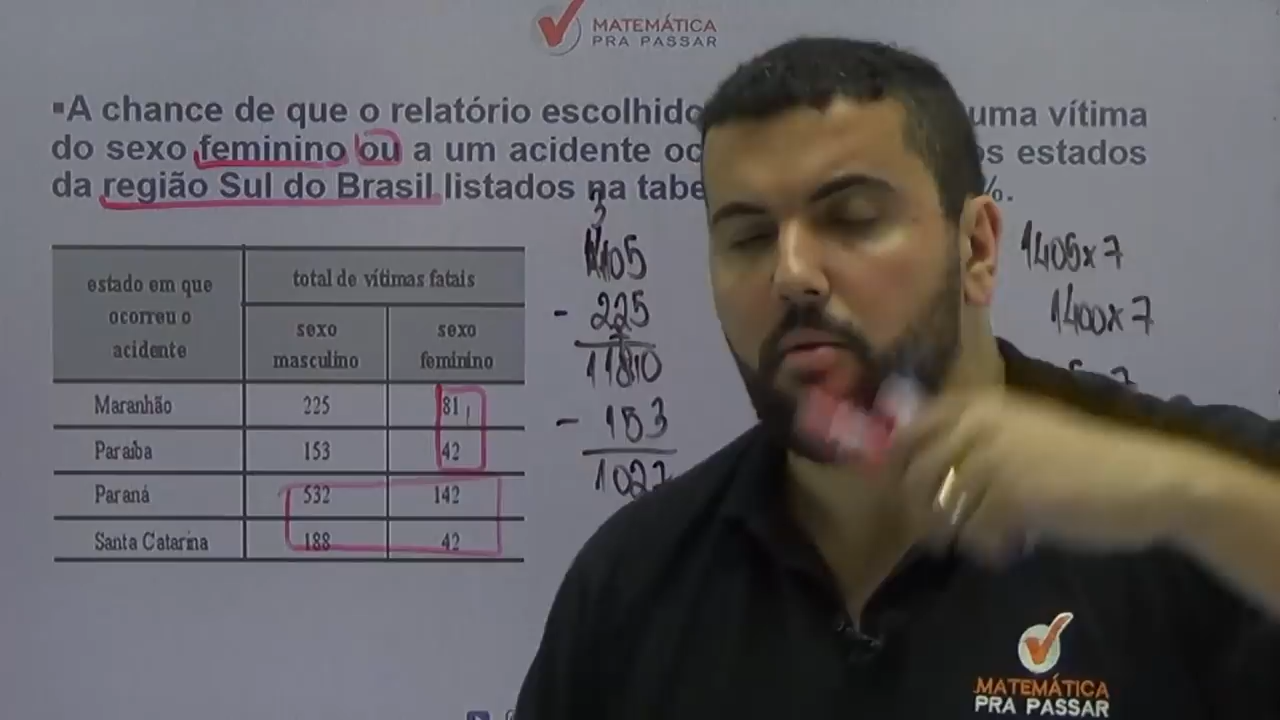 MATEMÁTICA
PRA PASSAR
▪A chance de que o relatório escolhido uma vítima
do sexo feminino ou a um acidente os estados
da região Sul do Brasil listados na %.
estado em que
ocorreu o
acidente
total de vítimas fatais
sexo
masculino
sexo
feminino
Maranhão 225 81
Paraíba 153 42
Paraná 532 142
Santa Catarina 188 42
3
1405
- 225
1180
- 153
1027
1405x7
1400x7
MATEMÁTICA
PRA PASSAR